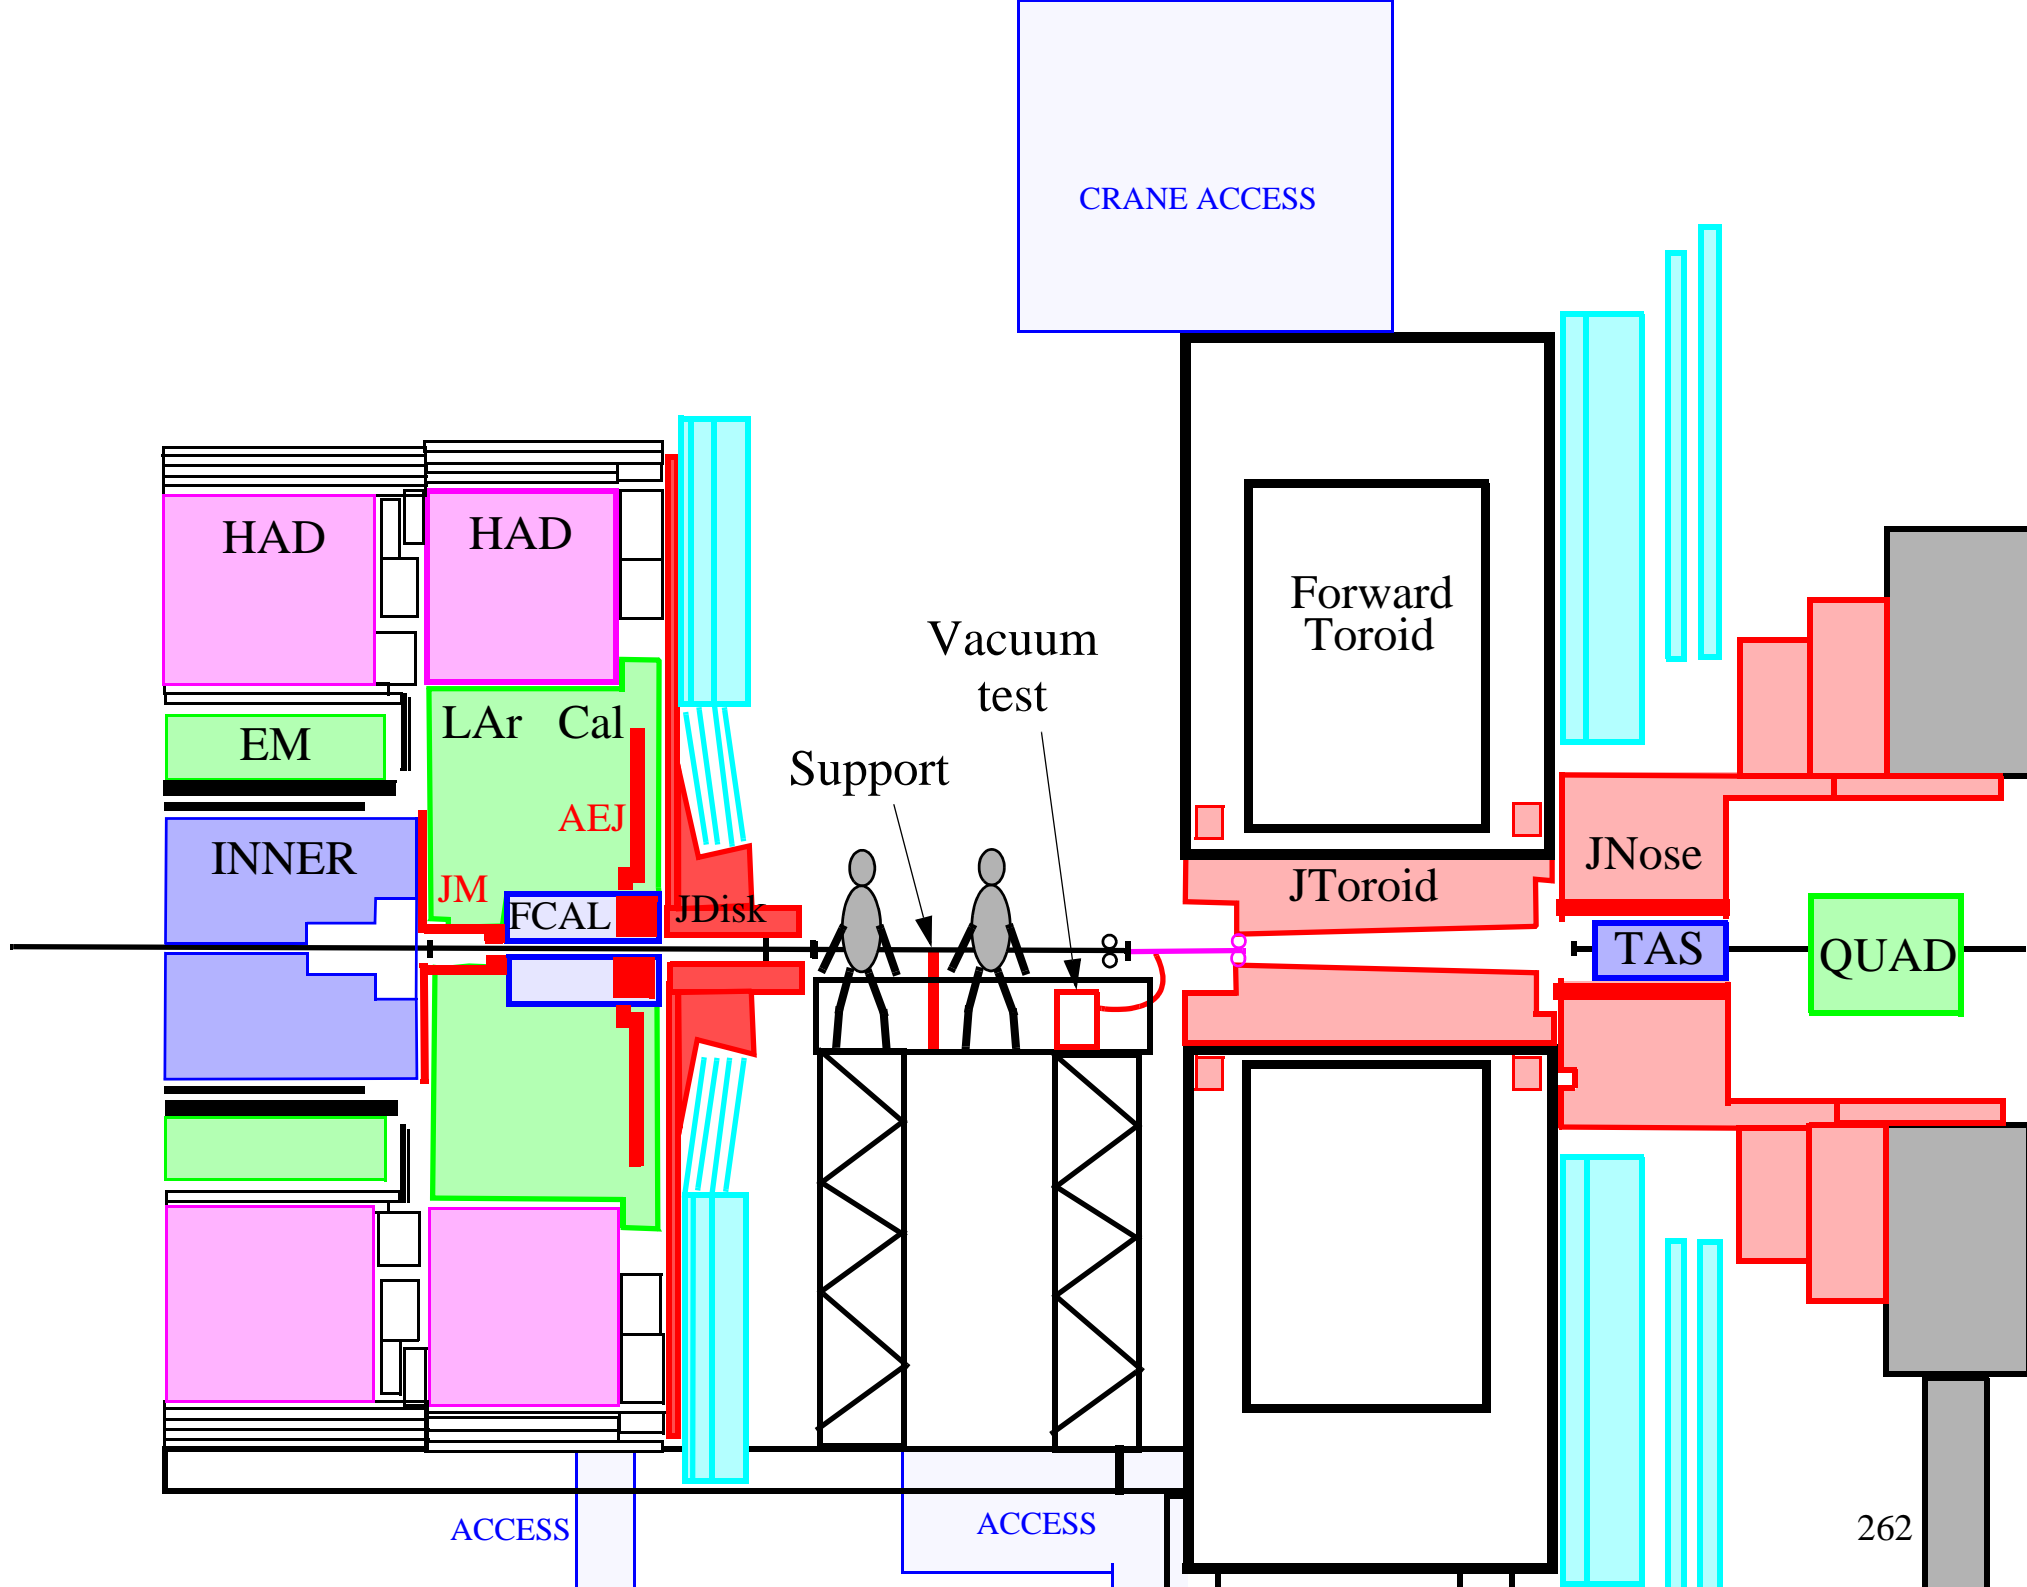 CRANE ACCESS
HAD
HAD
Forward
Toroid
Vacuum
test
LAr Cal
EM
Support
AEJ
INNER
JM
FCAL
JDisk
JToroid
JNose
TAS
QUAD
ACCESS
ACCESS
262